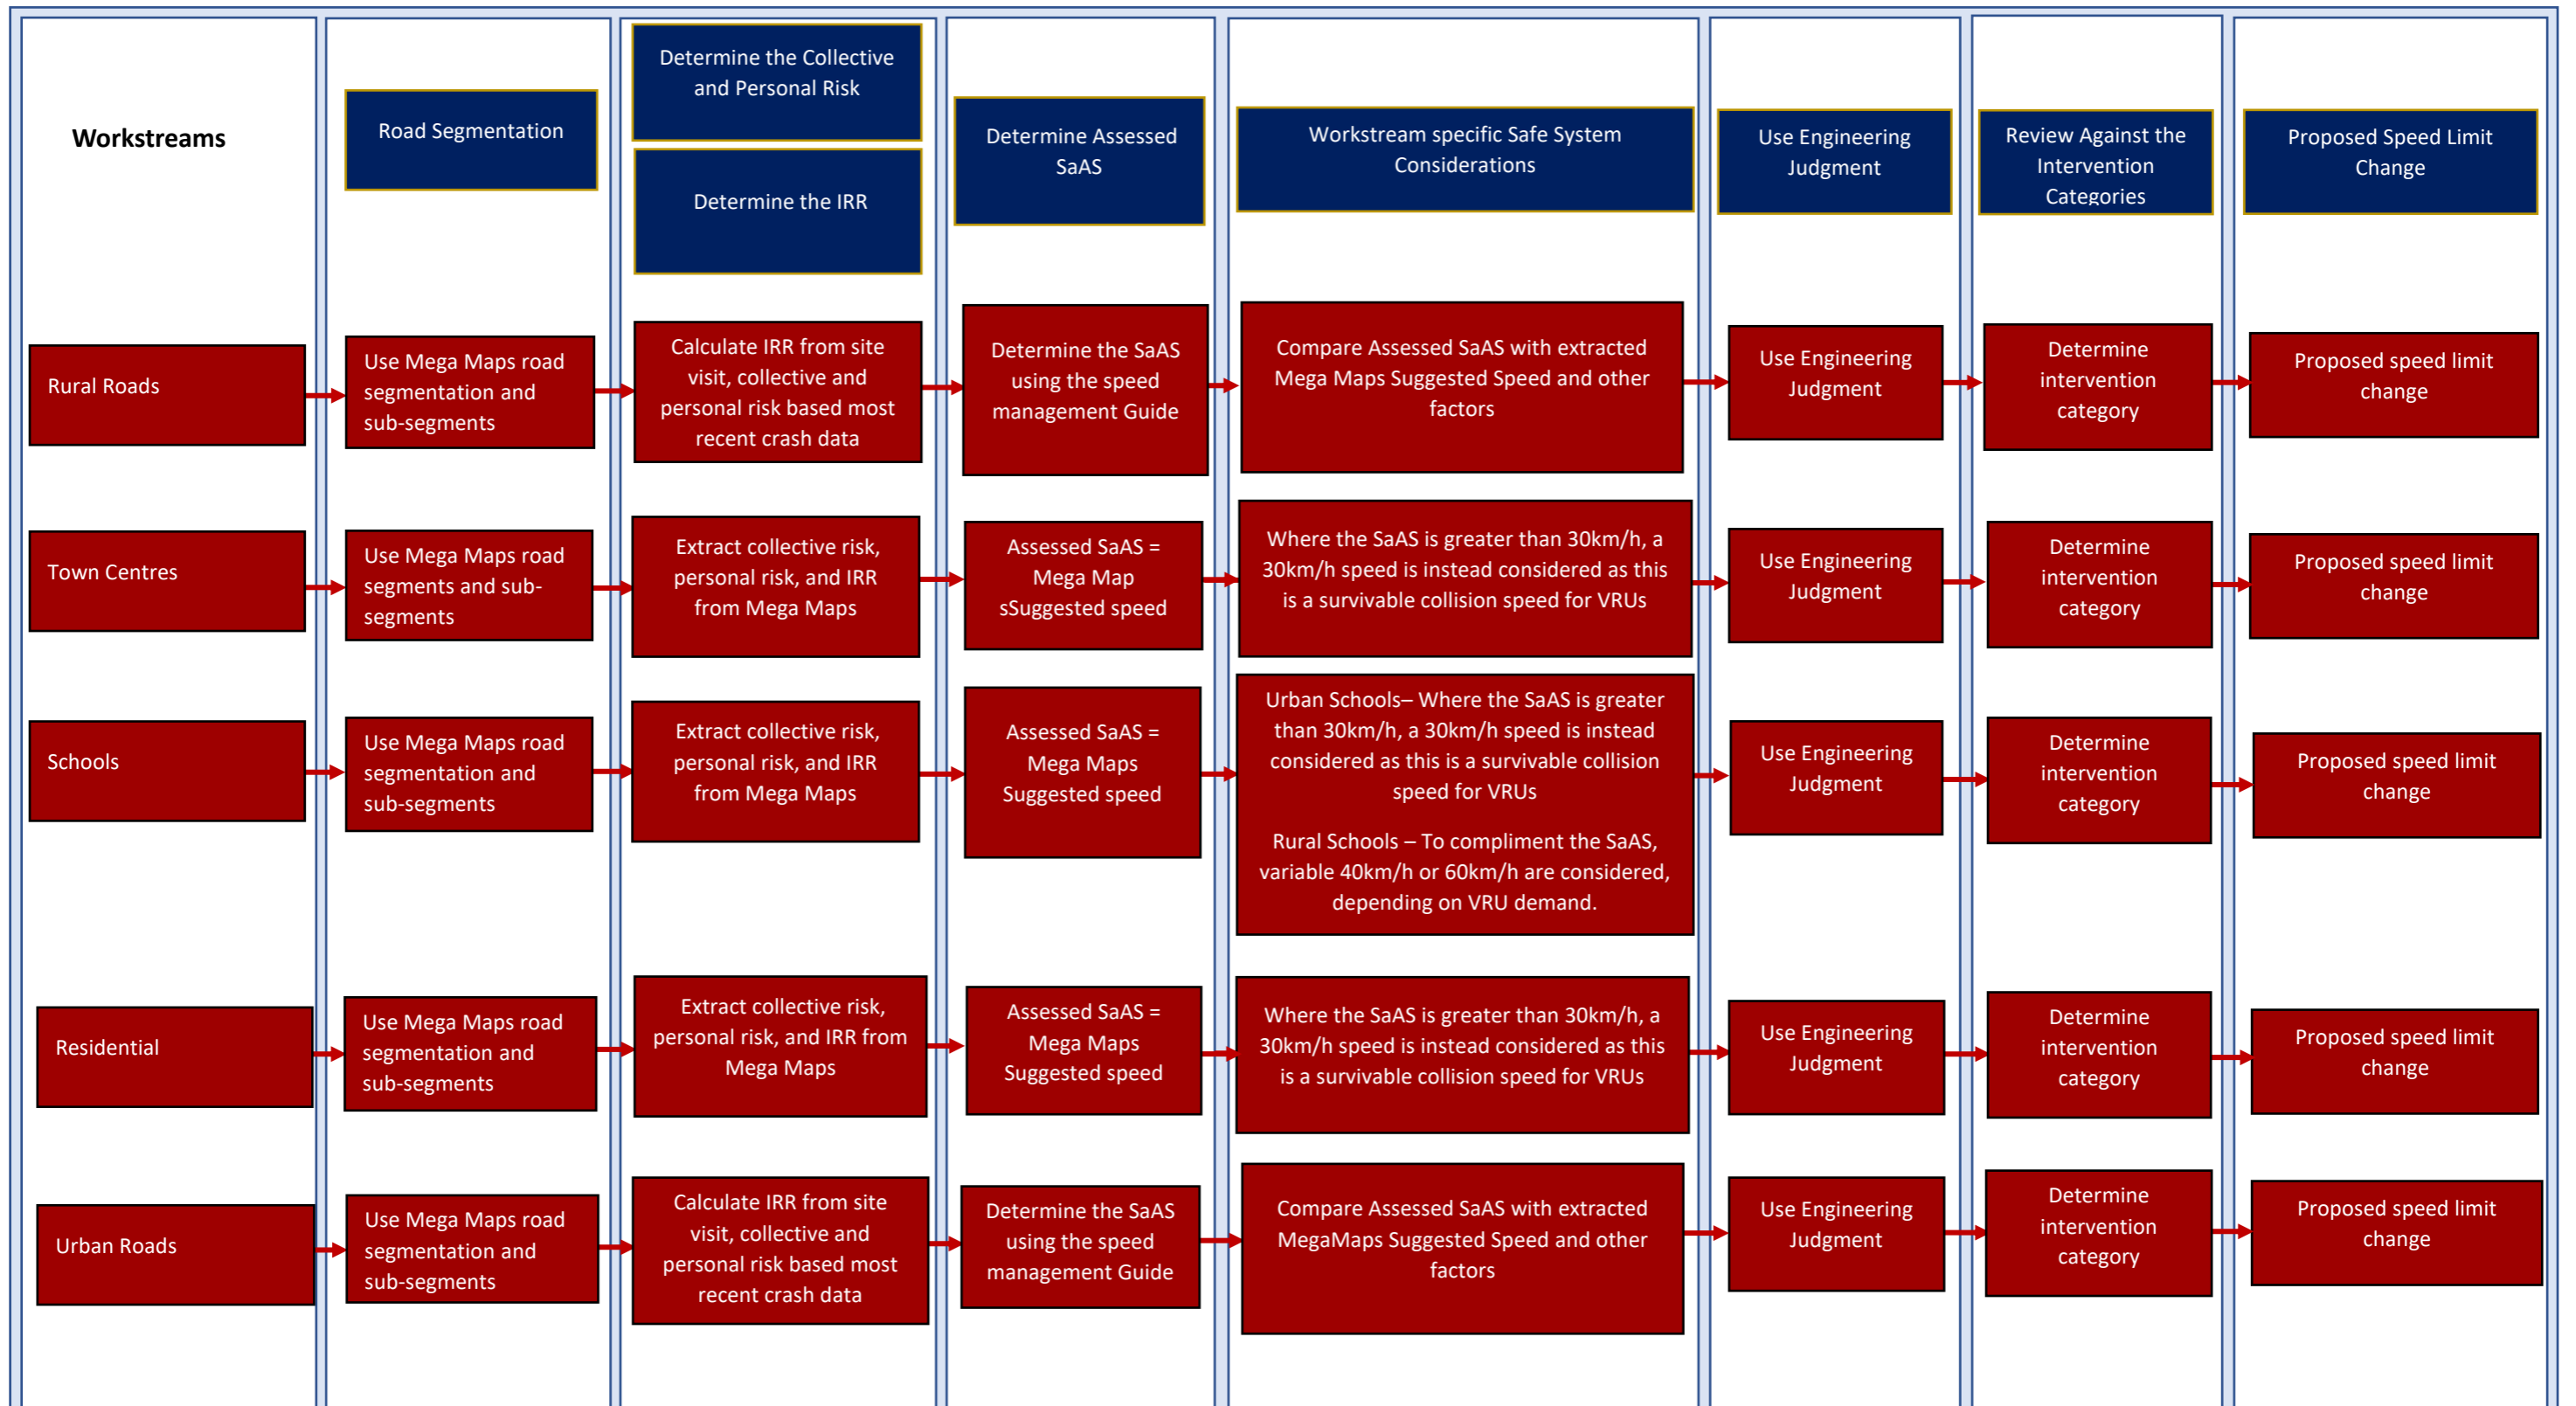 Workstreams
Road Segmentation
Determine the Collective
and Personal Risk
Determine the IRR
Determine Assessed
SaAS
Workstream specific Safe System
Considerations
Use Engineering
Judgment
Review Against the
Intervention
Categories
Proposed Speed Limit
Change
Rural Roads
Use Mega Maps road
segmentation and
sub-segments
Calculate IRR from site
visit, collective and
personal risk based most
recent crash data
Determine the SaAS
using the speed
management Guide
Compare Assessed SaAS with extracted
Mega Maps Suggested Speed and other
factors
Use Engineering
Judgment
Determine
intervention
category
Proposed speed limit
change
Town Centres
Use Mega Maps road
segments and sub-
segments
Extract collective risk,
personal risk, and IRR
from Mega Maps
Assessed SaAS =
Mega Map
sSuggested speed
Where the SaAS is greater than 30km/h, a
30km/h speed is instead considered as this
is a survivable collision speed for VRUs
Use Engineering
Judgment
Determine
intervention
category
Proposed speed limit
change
Schools
Use Mega Maps road
segmentation and
sub-segments
Extract collective risk,
personal risk, and IRR
from Mega Maps
Assessed SaAS =
Mega Maps
Suggested speed
Urban Schools– Where the SaAS is greater
than 30km/h, a 30km/h speed is instead
considered as this is a survivable collision
speed for VRUs
Rural Schools – To compliment the SaAS,
variable 40km/h or 60km/h are considered,
depending on VRU demand.
Use Engineering
Judgment
Determine
intervention
category
Proposed speed limit
change
Residential
Use Mega Maps road
segmentation and
sub-segments
Extract collective risk,
personal risk, and IRR from
Mega Maps
Assessed SaAS =
Mega Maps
Suggested speed
Where the SaAS is greater than 30km/h, a
30km/h speed is instead considered as this
is a survivable collision speed for VRUs
Use Engineering
Judgment
Determine
intervention
category
Proposed speed limit
change
Urban Roads
Use Mega Maps road
segmentation and
sub-segments
Calculate IRR from site
visit, collective and
personal risk based most
recent crash data
Determine the SaAS
using the speed
management Guide
Compare Assessed SaAS with extracted
MegaMaps Suggested Speed and other
factors
Use Engineering
Judgment
Determine
intervention
category
Proposed speed limit
change